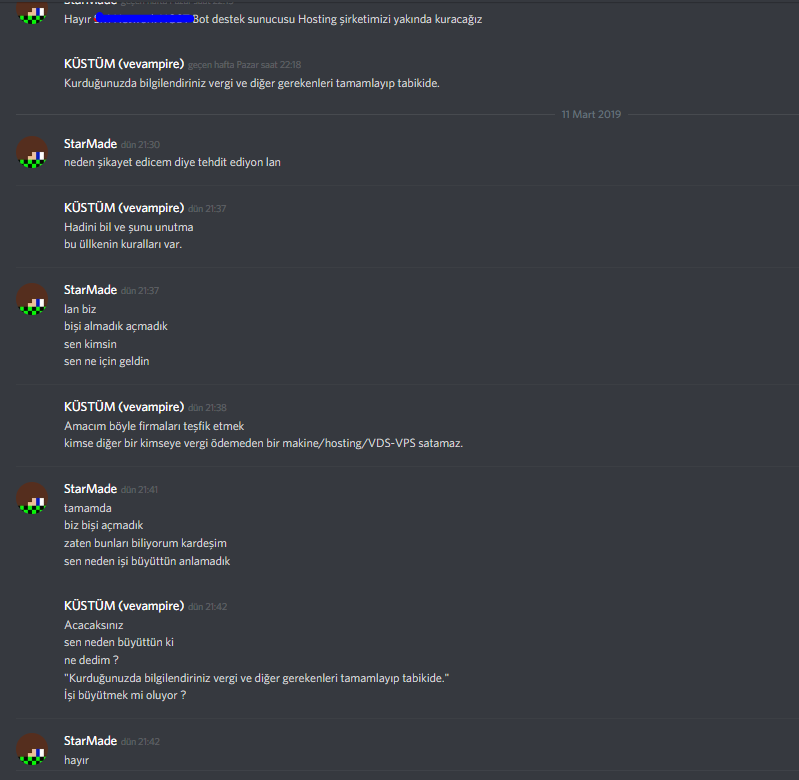 StarMade geçen hafta Pazar saat
Hayır Bot destek sunucusu Hosting şirketimizi yakında kuracağız
KÜSTÜM (vevampire) geçen hafta Pazar saat 22:18
Kurduğunuzda bilgilendiriniz vergi ve diğer gerekenleri tamamlayıp tabikide.
11 Mart 2019
StarMade dün 21:30
neden şikayet edicem diye tehdit ediyon lan
KÜSTÜM (vevampire) dün 21:37
Hadini bil ve şunu unutma
bu üllkenin kuralları var.
StarMade dün 21:37
lan biz
bişi almadık açmadık
sen kimsin
sen ne için geldin
KÜSTÜM (vevampire) dün 21:38
Amacım böyle firmaları teşfik etmek
kimse diğer bir kimseye vergi ödemeden bir makine/hosting/VDS-VPS satamaz.
StarMade dün 21:41
tamamda
biz bişi açmadık
zaten bunları biliyorum kardeşim
sen neden işi büyüttün anlamadık
KÜSTÜM (vevampire) dün 21:42
Acacaksınız
sen neden büyüttün ki
ne dedim ?
"Kurduğunuzda bilgilendiriniz vergi ve diğer gerekenleri tamamlayıp tabikide."
İşi büyütmek mi oluyor ?
StarMade dün 21:42
hayır